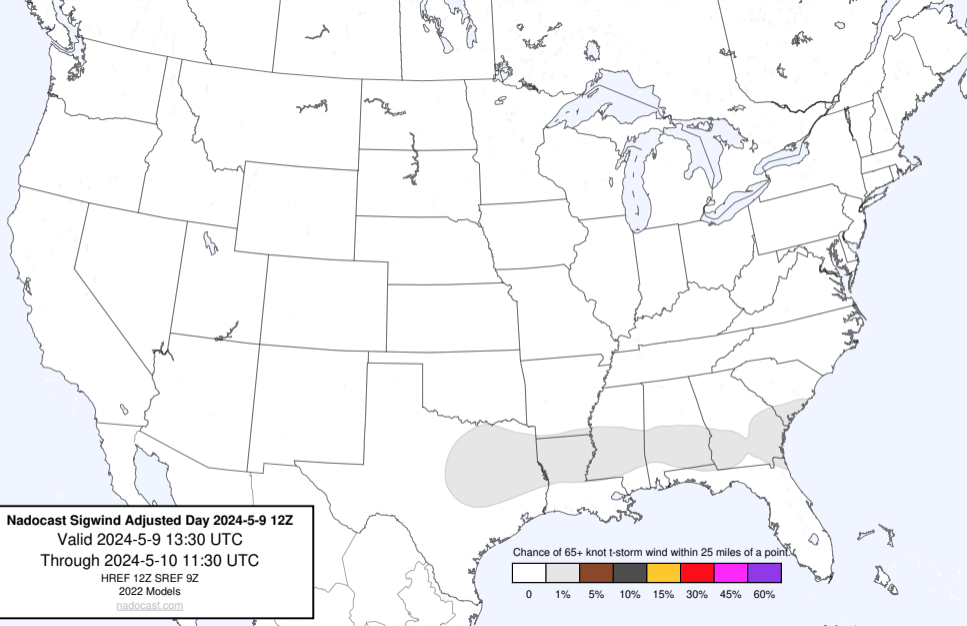 Nadocast Sigwind Adjusted Day 2024-5-9 12Z
Valid 2024-5-9 13:30 UTC
Through 2024-5-10 11:30 UTC
HREF 12Z SREF 9Z
2022 Models
nadocast.com
Chance of 65+ knot t-storm wind within 25 miles of a point.
0 1% 5% 10% 15% 30% 45% 60%